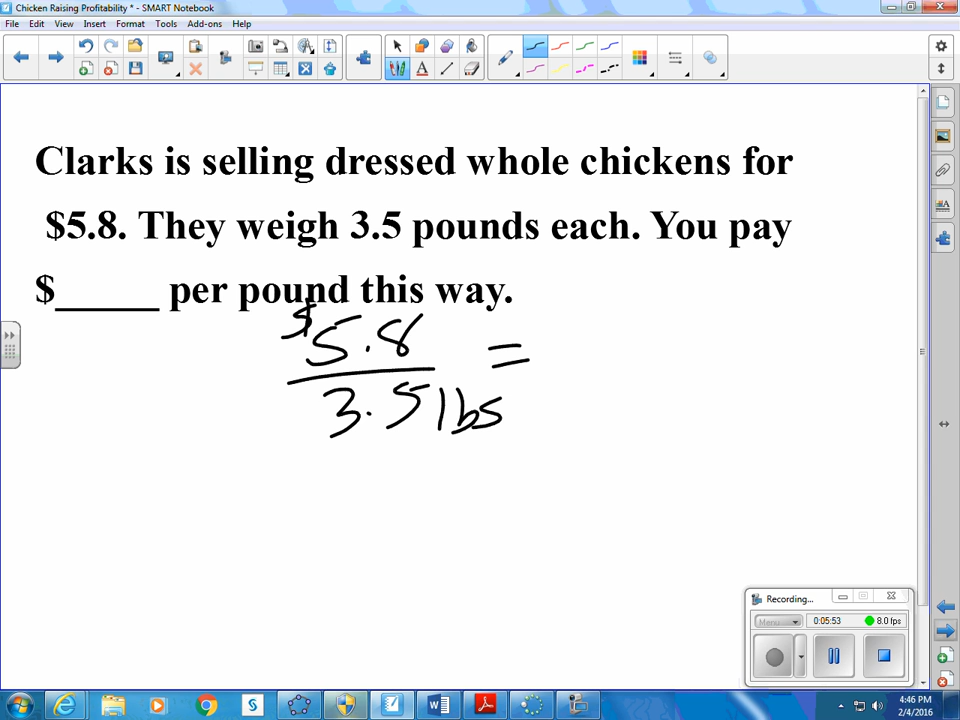 Chicken Raising Profitability * - SMART Notebook
File Edit View Insert Format Tools Add-ons Help
Clarks is selling dressed whole chickens for
$5.8. They weigh 3.5 pounds each. You pay
$_____ per pound this way.
$5.8 =
3.5 lbs
Recording...
Menu 0:05:53 8.0 fps
4:46 PM
2/4/2016